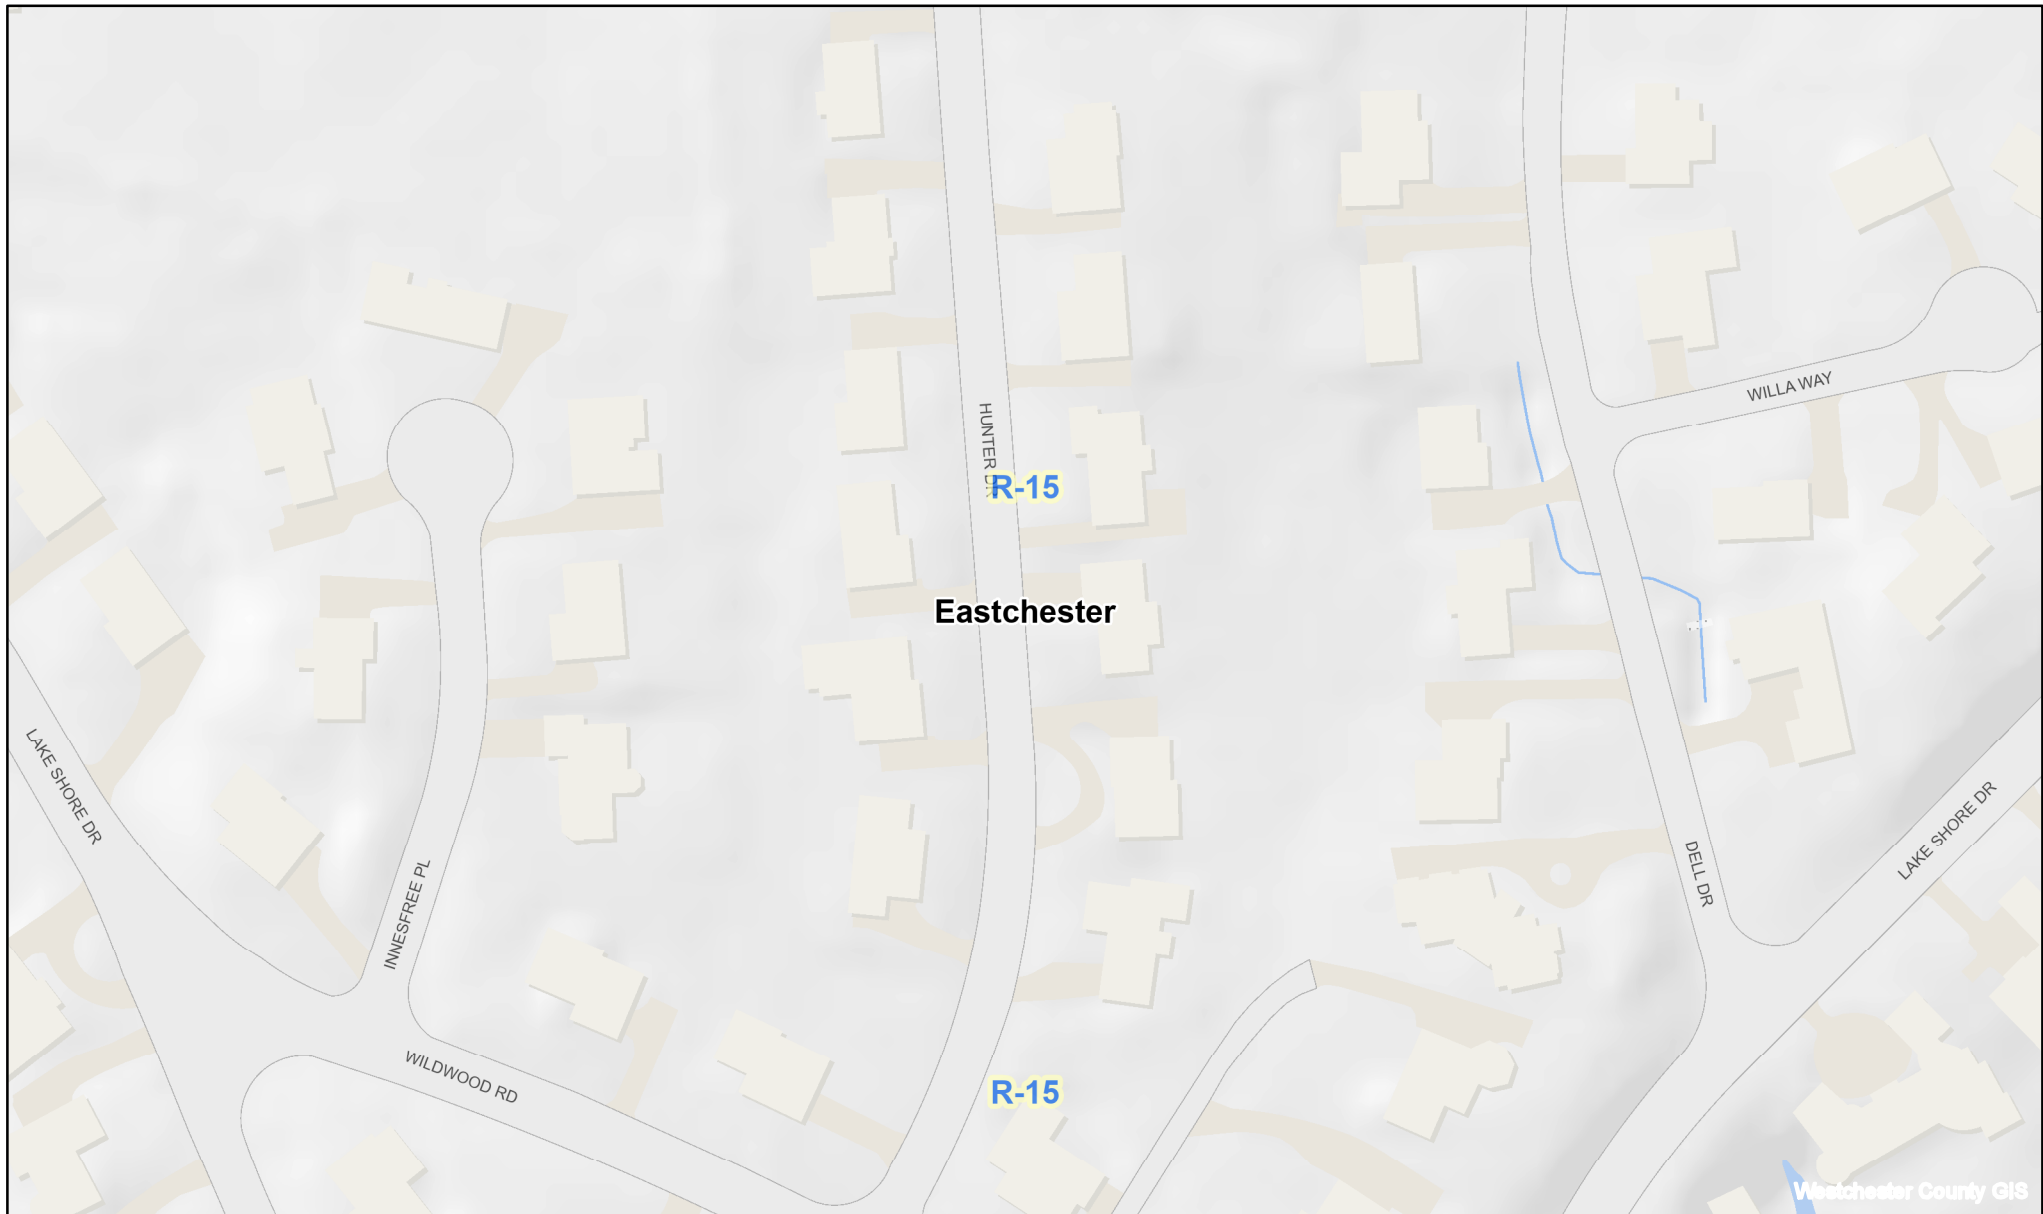 HUNTER DR
WILLA WAY
R-15
Eastchester
LAKE SHORE DR
LAKE SHORE DR
DELL DR
INNESFREE PL
WILDWOOD RD
R-15
Westchester County GIS